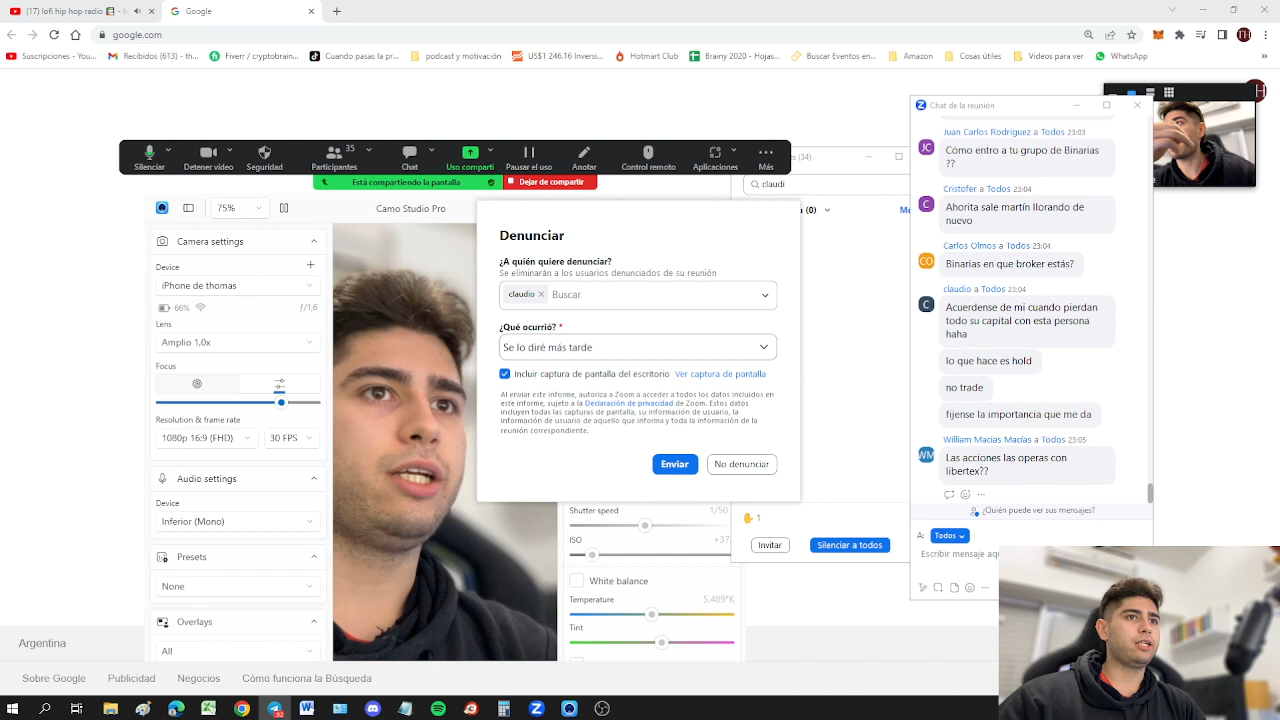 (17) lofi hip hop radio
Google
google.com
Suscripciones - You...
Recibidos (613) - th...
Fiverr / cryptobrain...
Cuando pasas la pr...
podcast y motivación
US$1 246.16 Inversi...
Hotmart Club
Brainy 2020 - Hojas...
Buscar Eventos en...
Amazon
Cosas útiles
Videos para ver
WhatsApp
Silenciar
Detener video
Seguridad
Participantes
35
Chat
Uso comparti
Pausar el uso
Anotar
Control remoto
Aplicaciones
Más
Está compartiendo la pantalla
Dejar de compartir
(34)
claudi
(0)
75%
Camo Studio Pro
Camera settings
Device
iPhone de thomas
66%
f/1,6
Lens
Amplio 1,0x
Focus
Resolution & frame rate
1080p 16:9 (FHD)
30 FPS
Audio settings
Device
Inferior (Mono)
Presets
None
Overlays
All
Denunciar
¿A quién quiere denunciar?
Se eliminarán a los usuarios denunciados de su reunión
claudio
Buscar
¿Qué ocurrió? *
Se lo diré más tarde
Incluir captura de pantalla del escritorio
Ver captura de pantalla
Al enviar este informe, autoriza a Zoom a acceder a todos los datos incluidos en
este informe, sujeto a la Declaración de privacidad de Zoom. Estos datos
incluyen todas las capturas de pantalla, su información de usuario, la
información de usuario de aquello que informa y toda la información de la
reunión correspondiente.
Enviar
No denunciar
Shutter speed
1/50
ISO
+37
White balance
Temperature
5.489°K
Tint
1
Invitar
Silenciar a todos
Chat de la reunión
Juan Carlos Rodriguez a Todos 23:03
JC
Cómo entro a tu grupo de Binarias
??
Cristofer a Todos 23:04
C
Ahorita sale martín llorando de
nuevo
Carlos Olmos a Todos 23:04
CO
Binarias en que broker estás?
claudio a Todos 23:04
C
Acuerdense de mi cuando pierdan
todo su capital con esta persona
haha
lo que hace es hold
no trade
fijense la importancia que me da
William Macias Macías a Todos 23:05
WM
Las acciones las operas con
libertex??
¿Quién puede ver sus mensajes?
A:
Todos
Escribir mensaje aqu
Argentina
Sobre Google
Publicidad
Negocios
Cómo funciona la Búsqueda